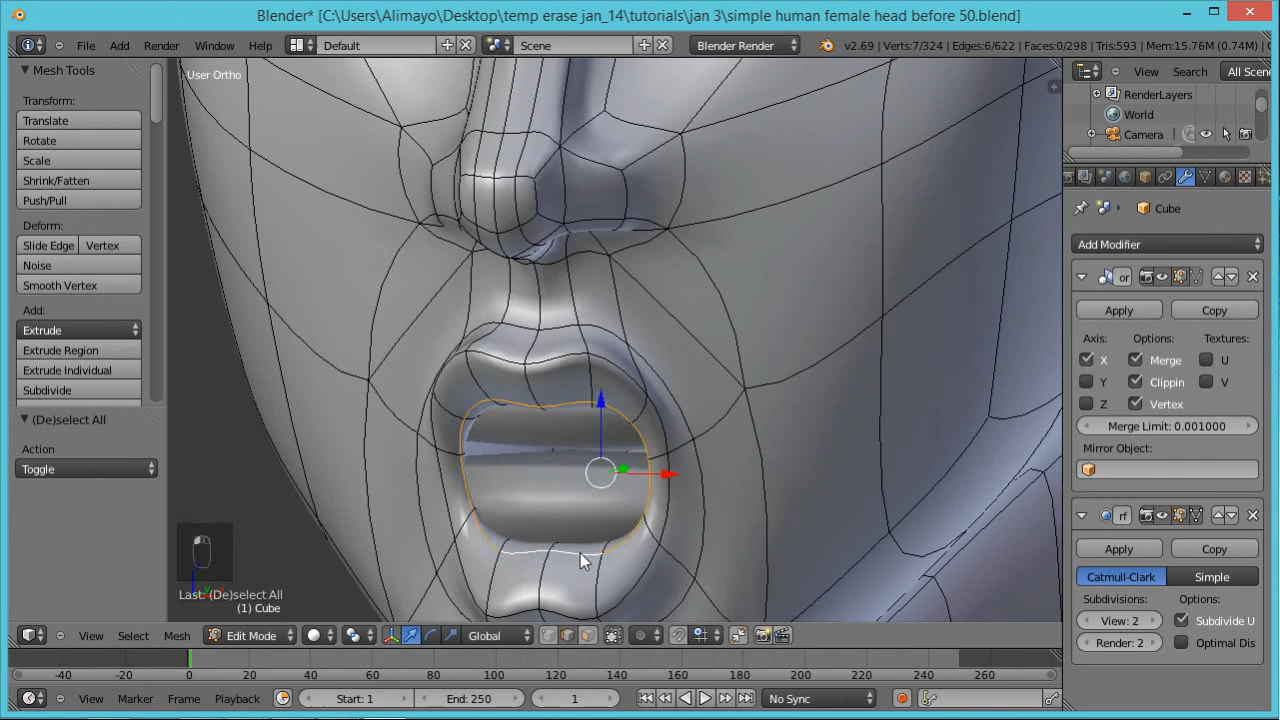 Blender* [C:\Users\Alimayo\Desktop\temp erase jan_14\tutorials\jan 3\simple human female head before 50.blend]
File Add Render Window Help Default Scene Blender Render v2.69 | Verts:7/324 | Edges:6/622 | Faces:0/298 | Tris:593 | Mem:15.76M (0.74M) |
Mesh Tools
User Ortho
View Search All Scene
RenderLayers
World
Camera
Transform:
Translate
Rotate
Scale
Shrink/Fatten
Push/Pull
Deform:
Slide Edge Vertex
Noise
Smooth Vertex
Add:
Extrude
Extrude Region
Extrude Individual
Subdivide
(De)select All
Action
Toggle
Cube
Add Modifier
or
Apply Copy
Axis: Options: Textures:
X Merge U
Y Clippin V
Z Vertex
Merge Limit: 0.001000
Mirror Object:
rf
Apply Copy
Catmull-Clark Simple
Subdivisions: Options:
View: 2 Subdivide U
Render: 2 Optimal Dis
Last: (De)select All
(1) Cube
View Select Mesh Edit Mode Global
-40 -20 0 20 40 60 80 100 120 140 160 180 200 220 240 260
View Marker Frame Playback Start: 1 End: 250 1 No Sync